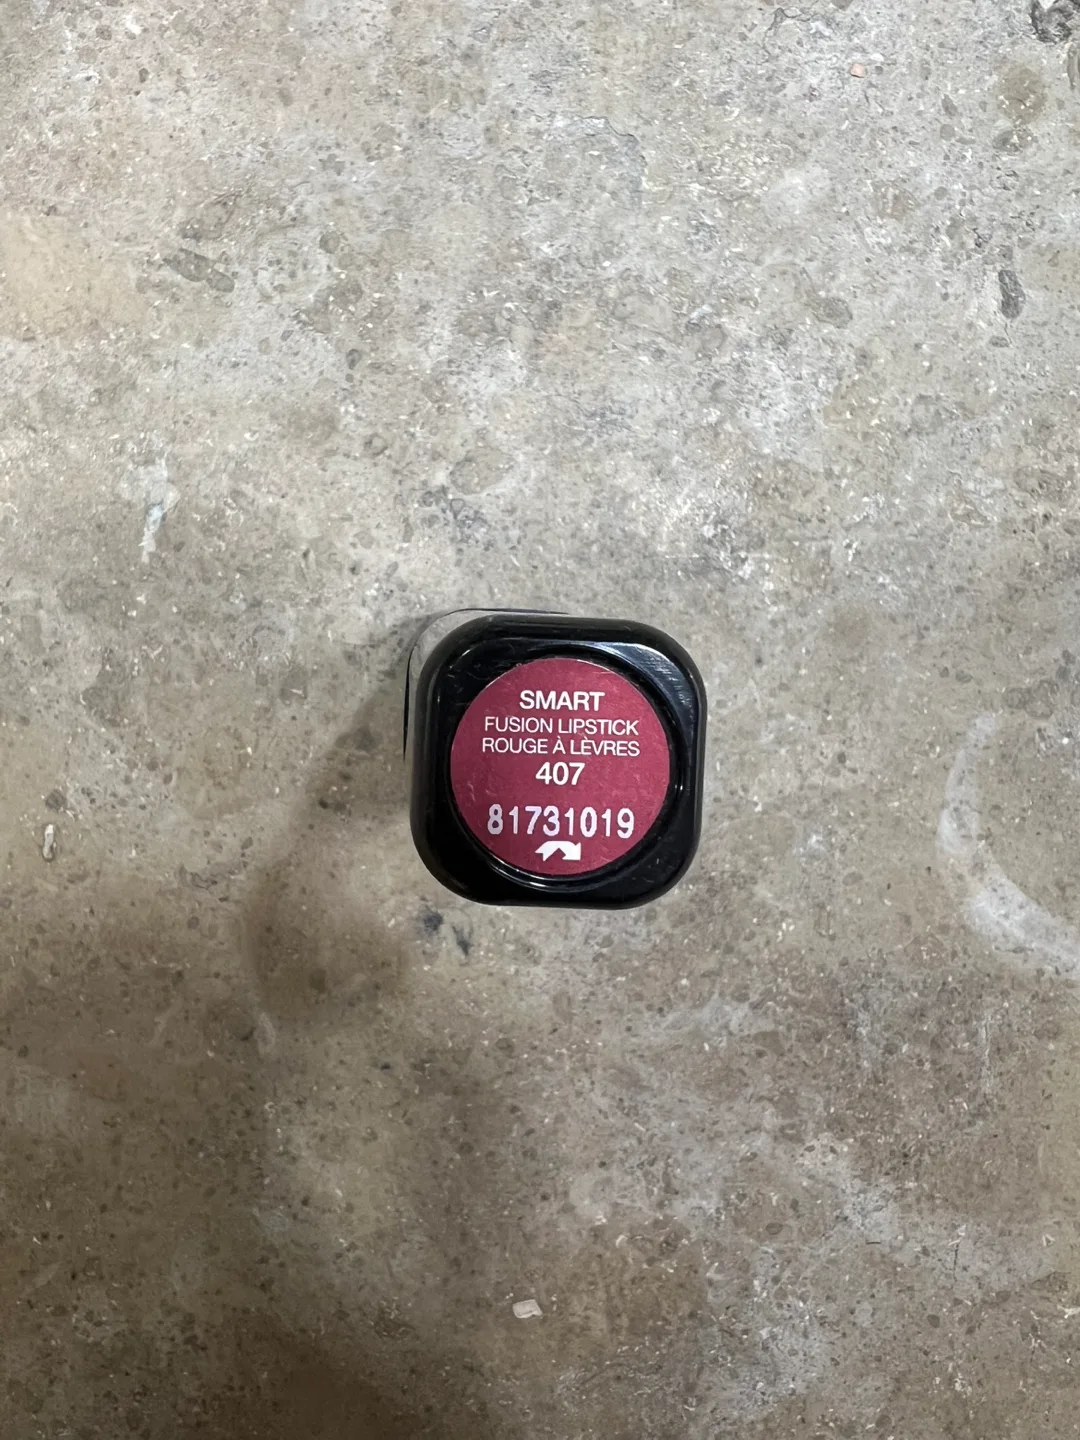 SMART
FUSION LIPSTICK
ROUGE À LÈVRES
407
81731019